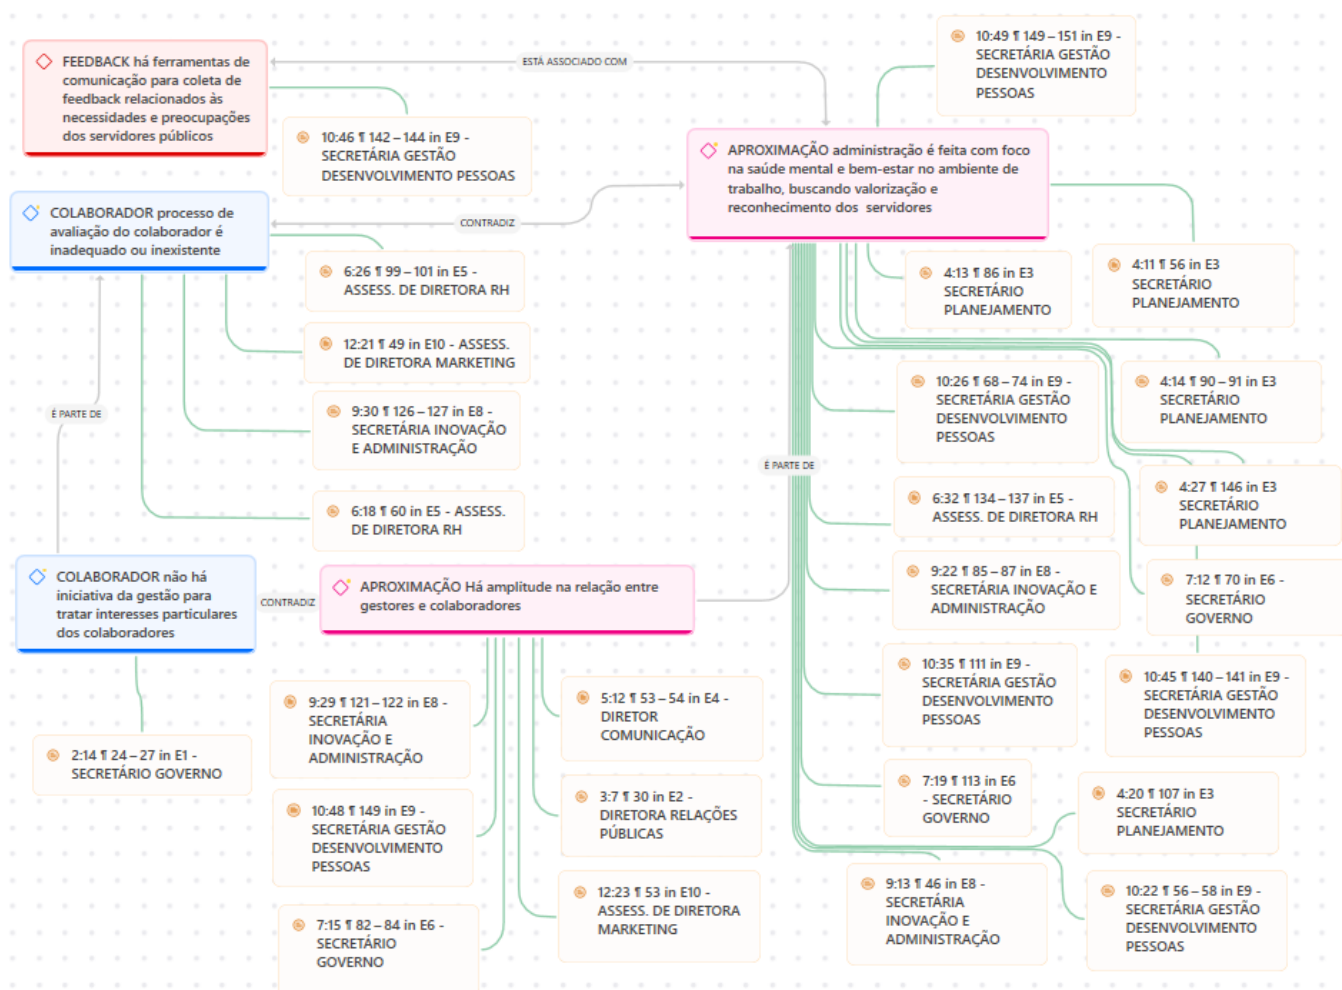 FEEDBACK há ferramentas de
comunicação para coleta de
feedback relacionados às
necessidades e preocupações
dos servidores públicos
ESTÁ ASSOCIADO COM
10:49 ¶ 149 – 151 in E9 -
SECRETÁRIA GESTÃO
DESENVOLVIMENTO
PESSOAS
10:46 ¶ 142 – 144 in E9 -
SECRETÁRIA GESTÃO
DESENVOLVIMENTO PESSOAS
APROXIMAÇÃO administração é feita com foco
na saúde mental e bem-estar no ambiente de
trabalho, buscando valorização e
reconhecimento dos servidores
COLABORADOR processo de
avaliação do colaborador é
inadequado ou inexistente
CONTRADIZ
6:26 ¶ 99 – 101 in E5 -
ASSESS. DE DIRETORA RH
4:13 ¶ 86 in E3
SECRETÁRIO
PLANEJAMENTO
4:11 ¶ 56 in E3
SECRETÁRIO
PLANEJAMENTO
12:21 ¶ 49 in E10 - ASSESS.
DE DIRETORA MARKETING
10:26 ¶ 68 – 74 in E9 -
SECRETÁRIA GESTÃO
DESENVOLVIMENTO
PESSOAS
4:14 ¶ 90 – 91 in E3
SECRETÁRIO
PLANEJAMENTO
É PARTE DE
9:30 ¶ 126 – 127 in E8 -
SECRETÁRIA INOVAÇÃO
E ADMINISTRAÇÃO
É PARTE DE
4:27 ¶ 146 in E3
SECRETÁRIO
PLANEJAMENTO
6:18 ¶ 60 in E5 - ASSESS.
DE DIRETORA RH
6:32 ¶ 134 – 137 in E5 -
ASSESS. DE DIRETORA RH
COLABORADOR não há
iniciativa da gestão para
tratar interesses particulares
dos colaboradores
CONTRADIZ
APROXIMAÇÃO Há amplitude na relação entre
gestores e colaboradores
9:22 ¶ 85 – 87 in E8 -
SECRETÁRIA INOVAÇÃO E
ADMINISTRAÇÃO
7:12 ¶ 70 in E6 -
SECRETÁRIO
GOVERNO
10:35 ¶ 111 in E9 -
SECRETÁRIA GESTÃO
DESENVOLVIMENTO
PESSOAS
10:45 ¶ 140 – 141 in E9 -
SECRETÁRIA GESTÃO
DESENVOLVIMENTO
PESSOAS
9:29 ¶ 121 – 122 in E8 -
SECRETÁRIA
INOVAÇÃO E
ADMINISTRAÇÃO
5:12 ¶ 53 – 54 in E4 -
DIRETOR
COMUNICAÇÃO
2:14 ¶ 24 – 27 in E1 -
SECRETÁRIO GOVERNO
7:19 ¶ 113 in E6
- SECRETÁRIO
GOVERNO
4:20 ¶ 107 in E3
SECRETÁRIO
PLANEJAMENTO
10:48 ¶ 149 in E9 -
SECRETÁRIA GESTÃO
DESENVOLVIMENTO
PESSOAS
3:7 ¶ 30 in E2 -
DIRETORA RELAÇÕES
PÚBLICAS
9:13 ¶ 46 in E8 -
SECRETÁRIA
INOVAÇÃO E
ADMINISTRAÇÃO
10:22 ¶ 56 – 58 in E9 -
SECRETÁRIA GESTÃO
DESENVOLVIMENTO
PESSOAS
7:15 ¶ 82 – 84 in E6 -
SECRETÁRIO
GOVERNO
12:23 ¶ 53 in E10 -
ASSESS. DE DIRETORA
MARKETING